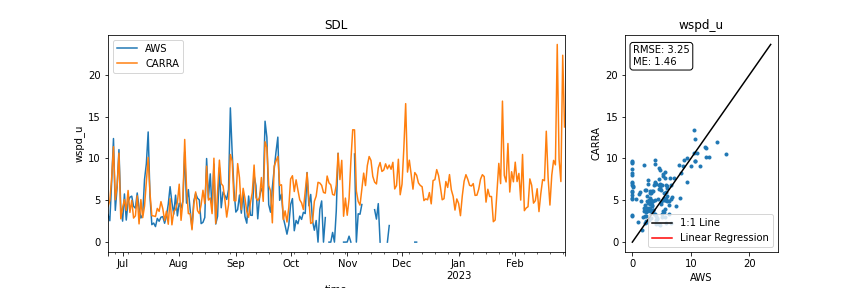 SDL
wspd_u
AWS
CARRA
20
15
10
5
0
wspd_u
Jul
Aug
Sep
Oct
Nov
Dec
Jan
2023
Feb
time
RMSE: 3.25
ME: 1.46
20
15
10
5
0
CARRA
1:1 Line
Linear Regression
0
10
20
AWS